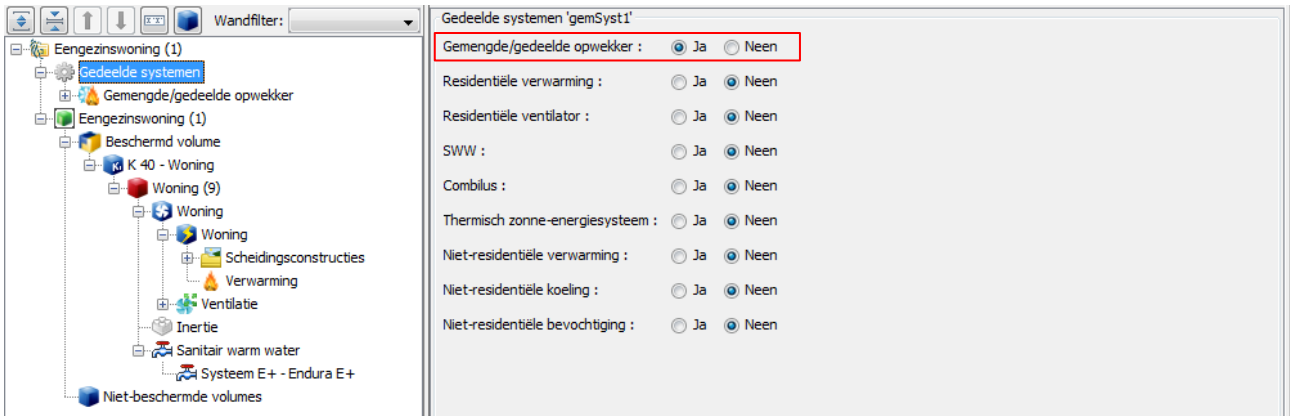 Wandfilter:
Eengezinswoning (1)
Gedeelde systemen
Gemengde/gedeelde opwekker
Eengezinswoning (1)
Beschermd volume
K 40 - Woning
Woning (9)
Woning
Woning
Scheidingsconstructies
Verwarming
Ventilatie
Inertie
Sanitair warm water
Systeem E+ - Endura E+
Niet-beschermde volumes
Gedeelde systemen 'gemSyst1'
Gemengde/gedeelde opwekker : Ja Neen
Residentiële verwarming : Ja Neen
Residentiële ventilator : Ja Neen
SWW : Ja Neen
Combilus : Ja Neen
Thermisch zonne-energiesysteem : Ja Neen
Niet-residentiële verwarming : Ja Neen
Niet-residentiële koeling : Ja Neen
Niet-residentiële bevochtiging : Ja Neen